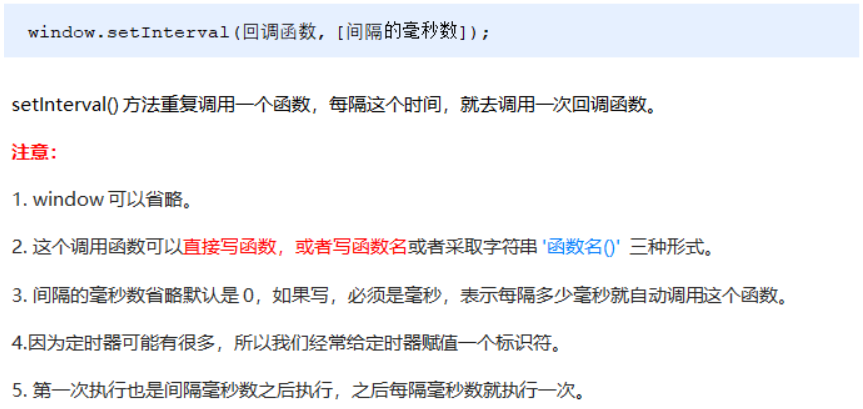 window.setInterval(回调函数, [间隔的毫秒数]);
setInterval() 方法重复调用一个函数，每隔这个时间，就去调用一次回调函数。
注意：
1. window 可以省略。
2. 这个调用函数可以直接写函数，或者写函数名或者采取字符串 '函数名()' 三种形式。
3. 间隔的毫秒数省略默认是 0，如果写，必须是毫秒，表示每隔多少毫秒就自动调用这个函数。
4.因为定时器可能有很多，所以我们经常给定时器赋值一个标识符。
5. 第一次执行也是间隔毫秒数之后执行，之后每隔毫秒数就执行一次。